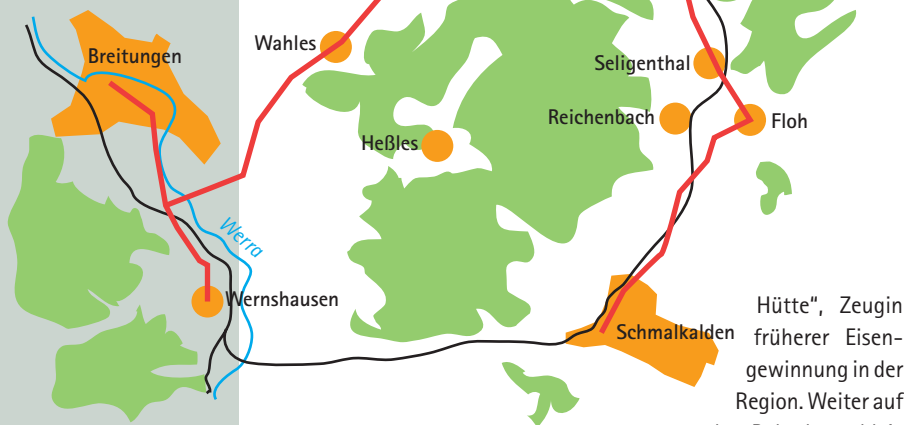 Breitungen
Wahles
Seligenthal
Reichenbach
Floh
Heßles
Werra
Wernshausen
Schmalkalden
Hütte“, Zeugin
früherer Eisen-
gewinnung in der
Region. Weiter auf